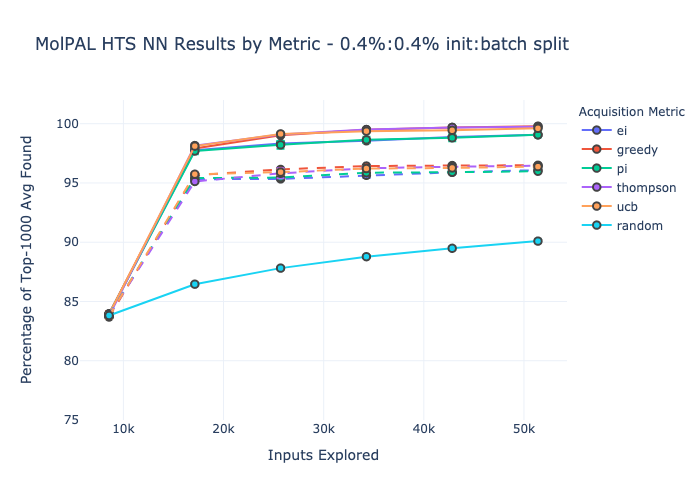 MolPAL HTS NN Results by Metric - 0.4%:0.4% init:batch split
Percentage of Top-1000 Avg Found
100
95
90
85
80
75
10k
20k
30k
40k
50k
Inputs Explored
Acquisition Metric
ei
greedy
pi
thompson
ucb
random